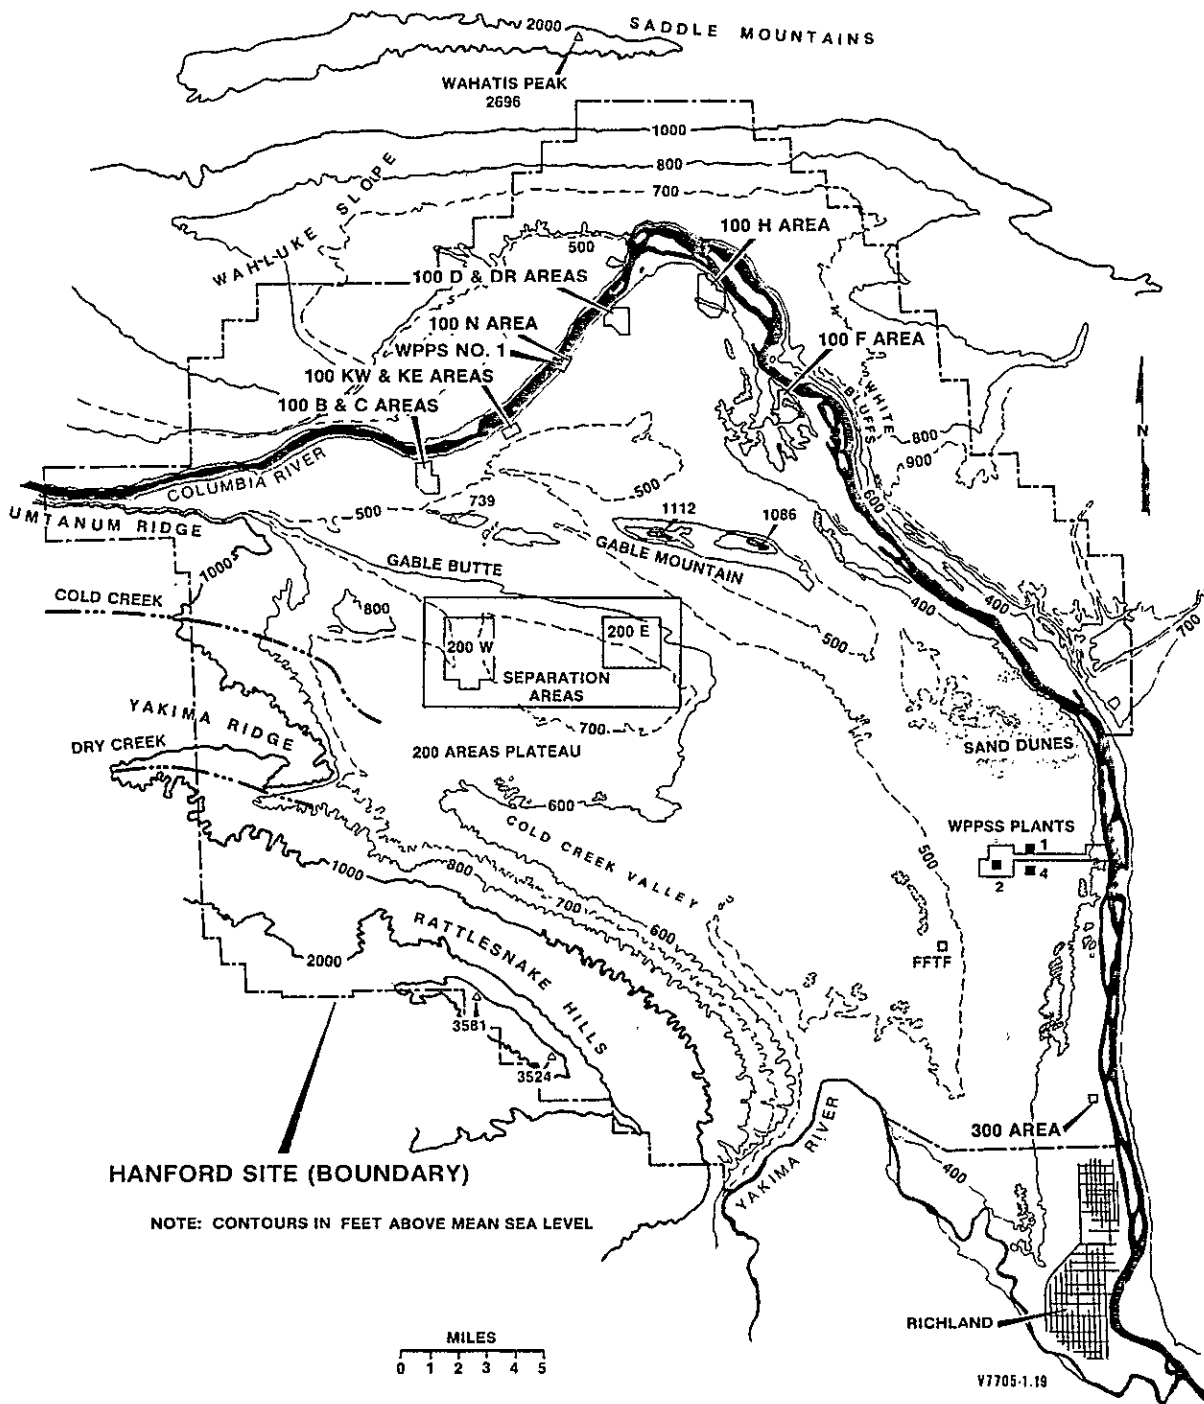 2000
SADDLE MOUNTAINS
WAHATIS PEAK
2696
1000
800
700
WAHLUKE SLOPE
500
100 H AREA
100 D & DR AREAS
100 N AREA
WPPS NO. 1
100 KW & KE AREAS
100 B & C AREAS
100 F AREA
WHITE
BLUFFS
800
900
600
N
COLUMBIA RIVER
UMTANUM RIDGE
500
739
500
1112
1086
GABLE MOUNTAIN
1000
GABLE BUTTE
COLD CREEK
800
400
400
700
200 W
200 E
500
SEPARATION
AREAS
YAKIMA RIDGE
DRY CREEK
700
200 AREAS PLATEAU
SAND DUNES
600
COLD CREEK VALLEY
WPPSS PLANTS
1
2
4
500
1000
800
700
600
RATTLESNAKE HILLS
2000
FFTF
3581
3524
300 AREA
YAKIMA RIVER
400
HANFORD SITE (BOUNDARY)
NOTE: CONTOURS IN FEET ABOVE MEAN SEA LEVEL
RICHLAND
MILES
0 1 2 3 4 5
V7705-1.19